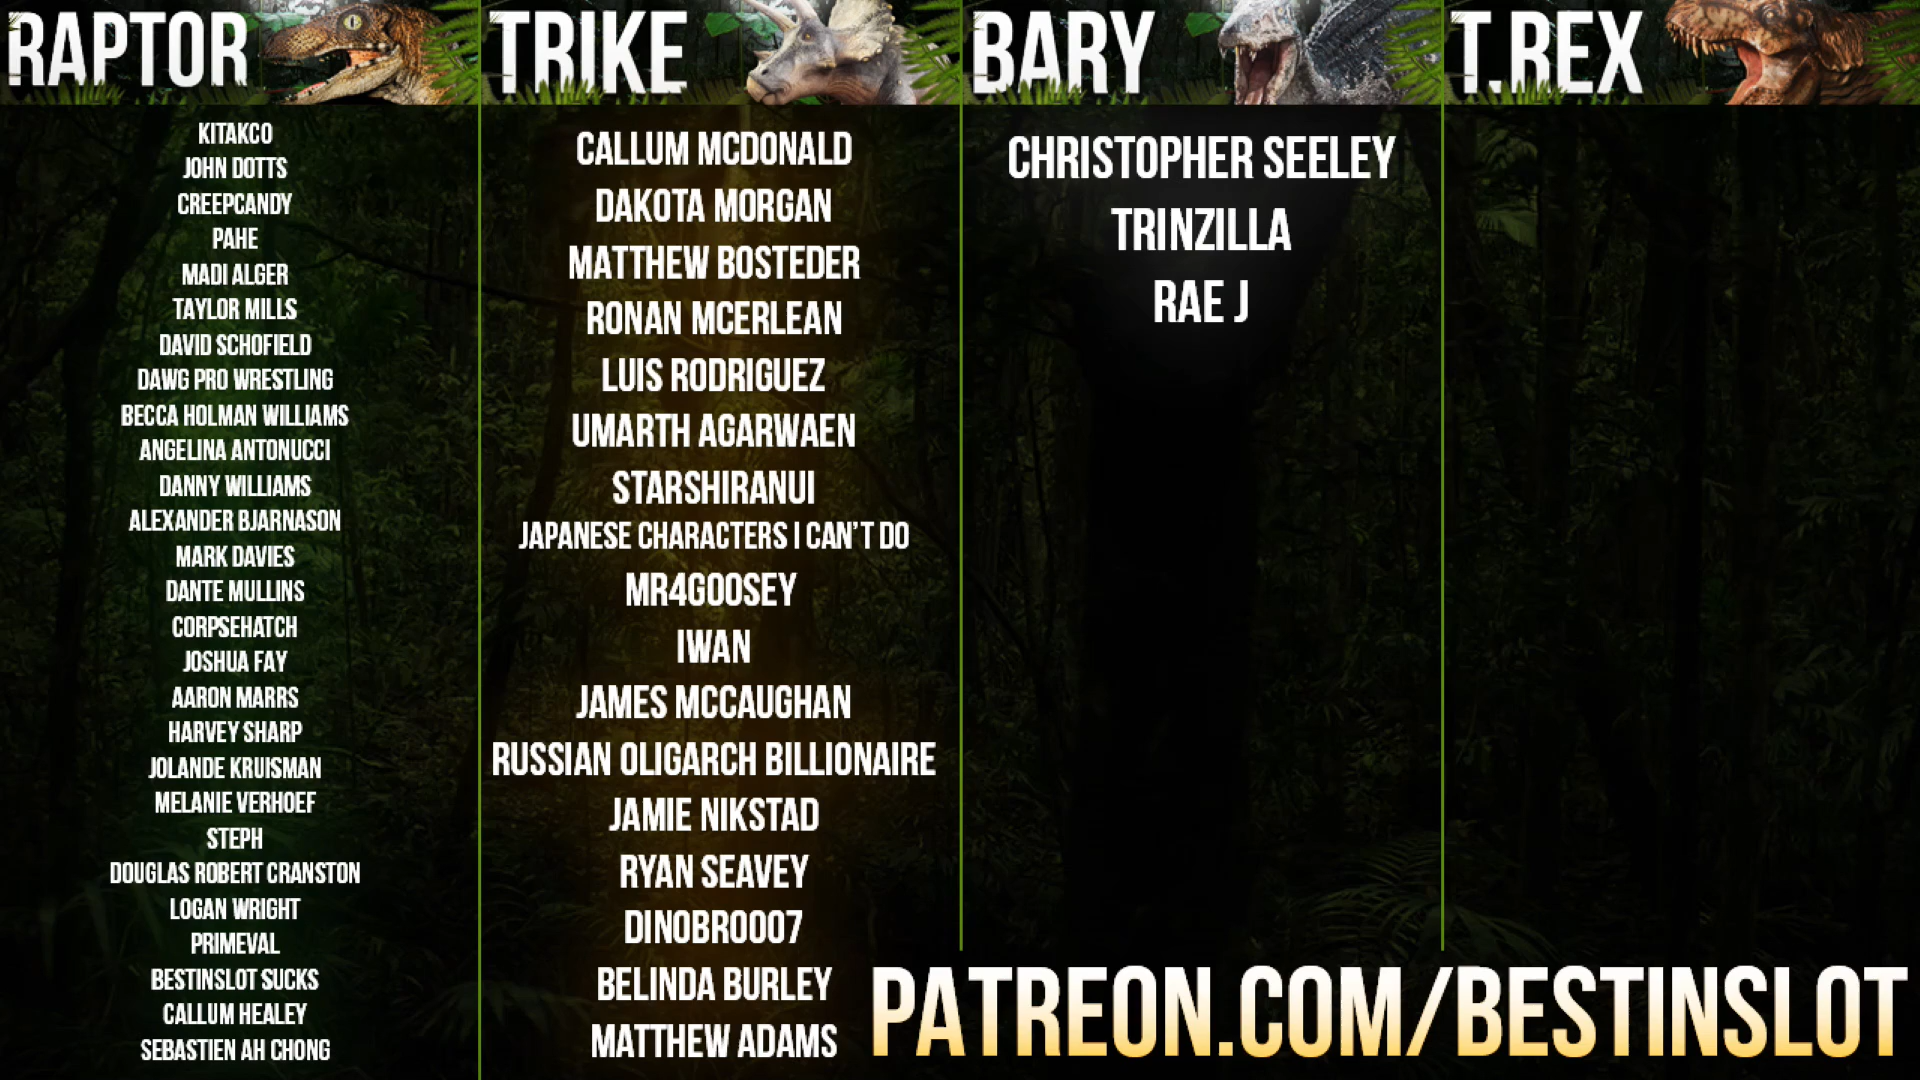 RAPTOR
KITAKCO
JOHN DOTTS
CREEPCANDY
PAHE
MADI ALGER
TAYLOR MILLS
DAVID SCHOFIELD
DAWG PRO WRESTLING
BECCA HOLMAN WILLIAMS
ANGELINA ANTONUCCI
DANNY WILLIAMS
ALEXANDER BJARNASON
MARK DAVIES
DANTE MULLINS
CORPSEHATCH
JOSHUA FAY
AARON MARRS
HARVEY SHARP
JOLANDE KRUISMAN
MELANIE VERHOEF
STEPH
DOUGLAS ROBERT CRANSTON
LOGAN WRIGHT
PRIMEVAL
BESTINSLOT SUCKS
CALLUM HEALEY
SEBASTIEN AH CHONG
TRIKE
CALLUM MCDONALD
DAKOTA MORGAN
MATTHEW BOSTEDER
RONAN MCERLEAN
LUIS RODRIGUEZ
UMARTH AGARWAEN
STARSHIRANUI
JAPANESE CHARACTERS I CAN'T DO
MR4GOOSEY
IWAN
JAMES MCCAUGHAN
RUSSIAN OLIGARCH BILLIONAIRE
JAMIE NIKSTAD
RYAN SEAVEY
DINOBRO007
BELINDA BURLEY
MATTHEW ADAMS
BARY
CHRISTOPHER SEELEY
TRINZILLA
RAE J
T.REX
PATREON.COM/BESTINSLOT